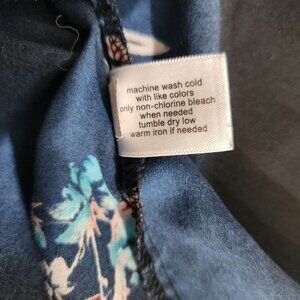 machine wash cold
with like colors
only non-chlorine bleach
when needed
tumble dry low
warm iron if needed